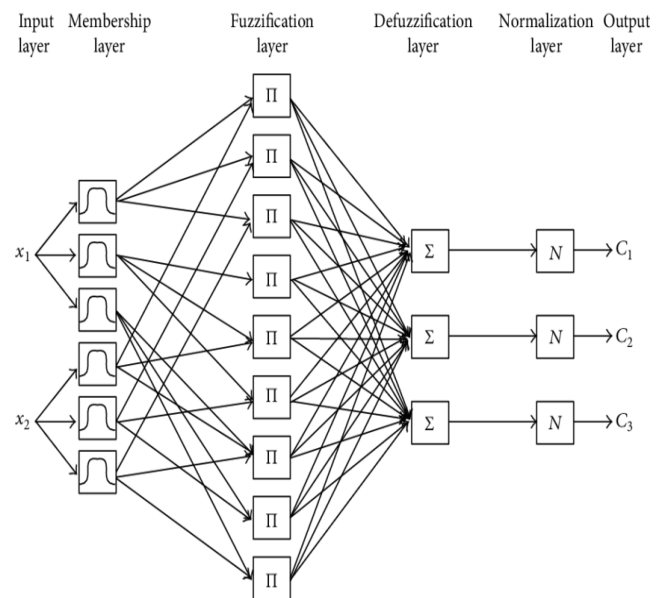 Input Membership Fuzzification Defuzzification Normalization Output
layer layer layer layer layer layer
Π
Π
Π
Π
Π
Π
Π
Π
Π
x₁
x₂
Σ N C₁
Σ N C₂
Σ N C₃